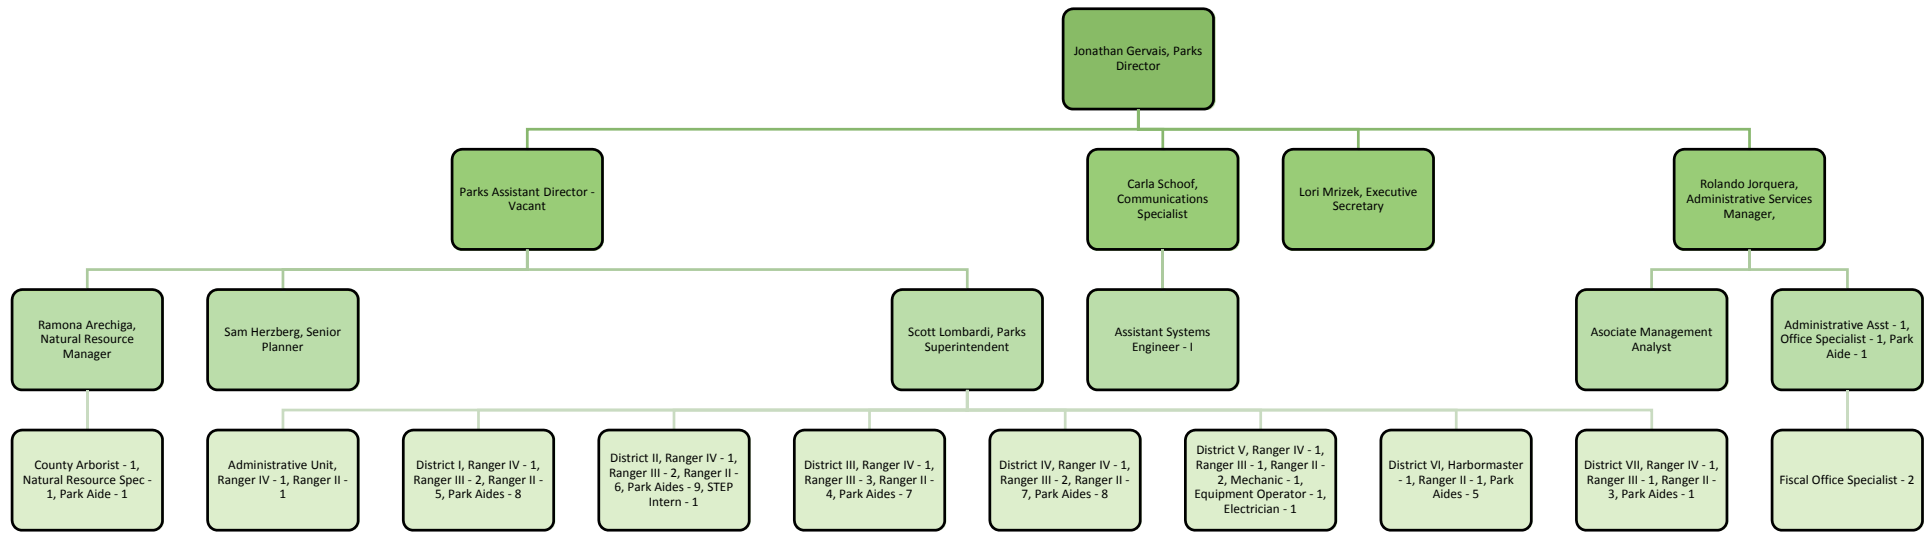 Jonathan Gervais, Parks
Director
Parks Assistant Director -
Vacant
Carla Schoof,
Communications
Specialist
Lori Mrizek, Executive
Secretary
Rolando Jorquera,
Administrative Services
Manager,
Ramona Arechiga,
Natural Resource
Manager
Sam Herzberg, Senior
Planner
Scott Lombardi, Parks
Superintendent
Assistant Systems
Engineer - I
Asociate Management
Analyst
Administrative Asst - 1,
Office Specialist - 1, Park
Aide - 1
County Arborist - 1,
Natural Resource Spec -
1, Park Aide - 1
Administrative Unit,
Ranger IV - 1, Ranger II -
1
District I, Ranger IV - 1,
Ranger III - 2, Ranger II -
5, Park Aides - 8
District II, Ranger IV - 1,
Ranger III - 2, Ranger II -
6, Park Aides - 9, STEP
Intern - 1
District III, Ranger IV - 1,
Ranger III - 3, Ranger II -
4, Park Aides - 7
District IV, Ranger IV - 1,
Ranger III - 2, Ranger II -
7, Park Aides - 8
District V, Ranger IV - 1,
Ranger III - 1, Ranger II -
2, Mechanic - 1,
Equipment Operator - 1,
Electrician - 1
District VI, Harbormaster
- 1, Ranger II - 1, Park
Aides - 5
District VII, Ranger IV - 1,
Ranger III - 1, Ranger II -
3, Park Aides - 1
Fiscal Office Specialist - 2